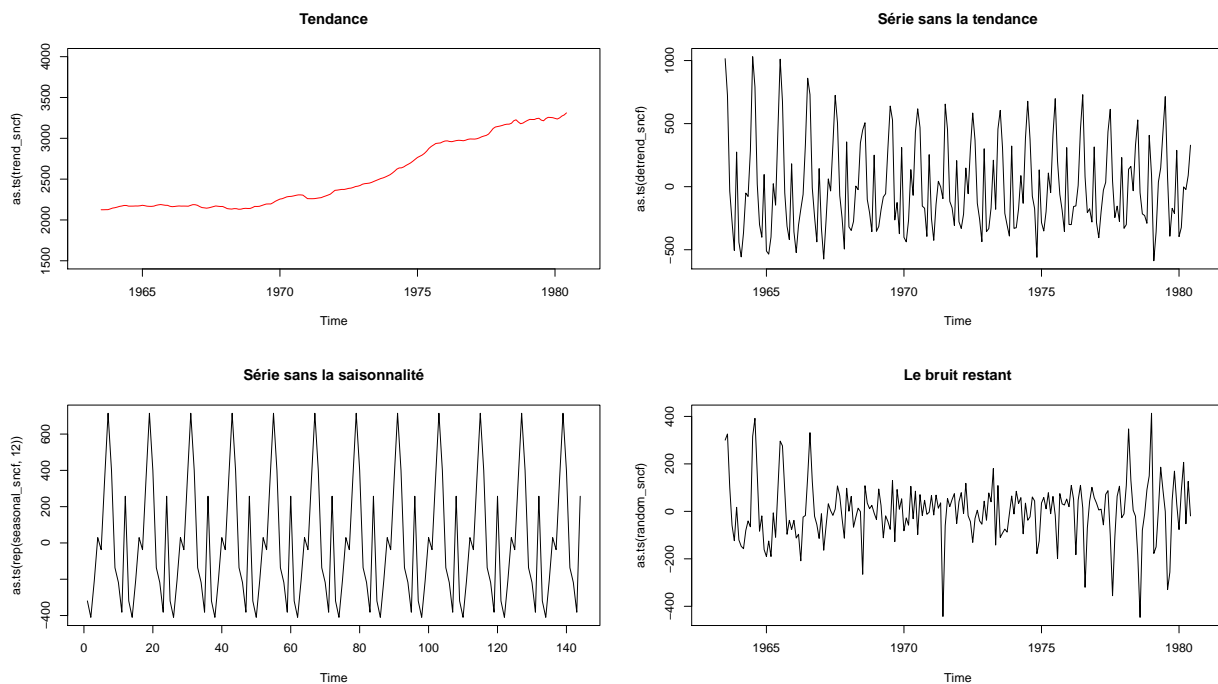 Tendance
as.ts(trend_sncf)
1500 2000 2500 3000 3500 4000
1965 1970 1975 1980
Time
Série sans la tendance
as.ts(detrend_sncf)
−500 0 500 1000
1965 1970 1975 1980
Time
Série sans la saisonnalité
as.ts(rep(seasonal_sncf, 12))
−400 0 200 400 600
0 20 40 60 80 100 120 140
Time
Le bruit restant
as.ts(random_sncf)
−400 −200 0 200 400
1965 1970 1975 1980
Time